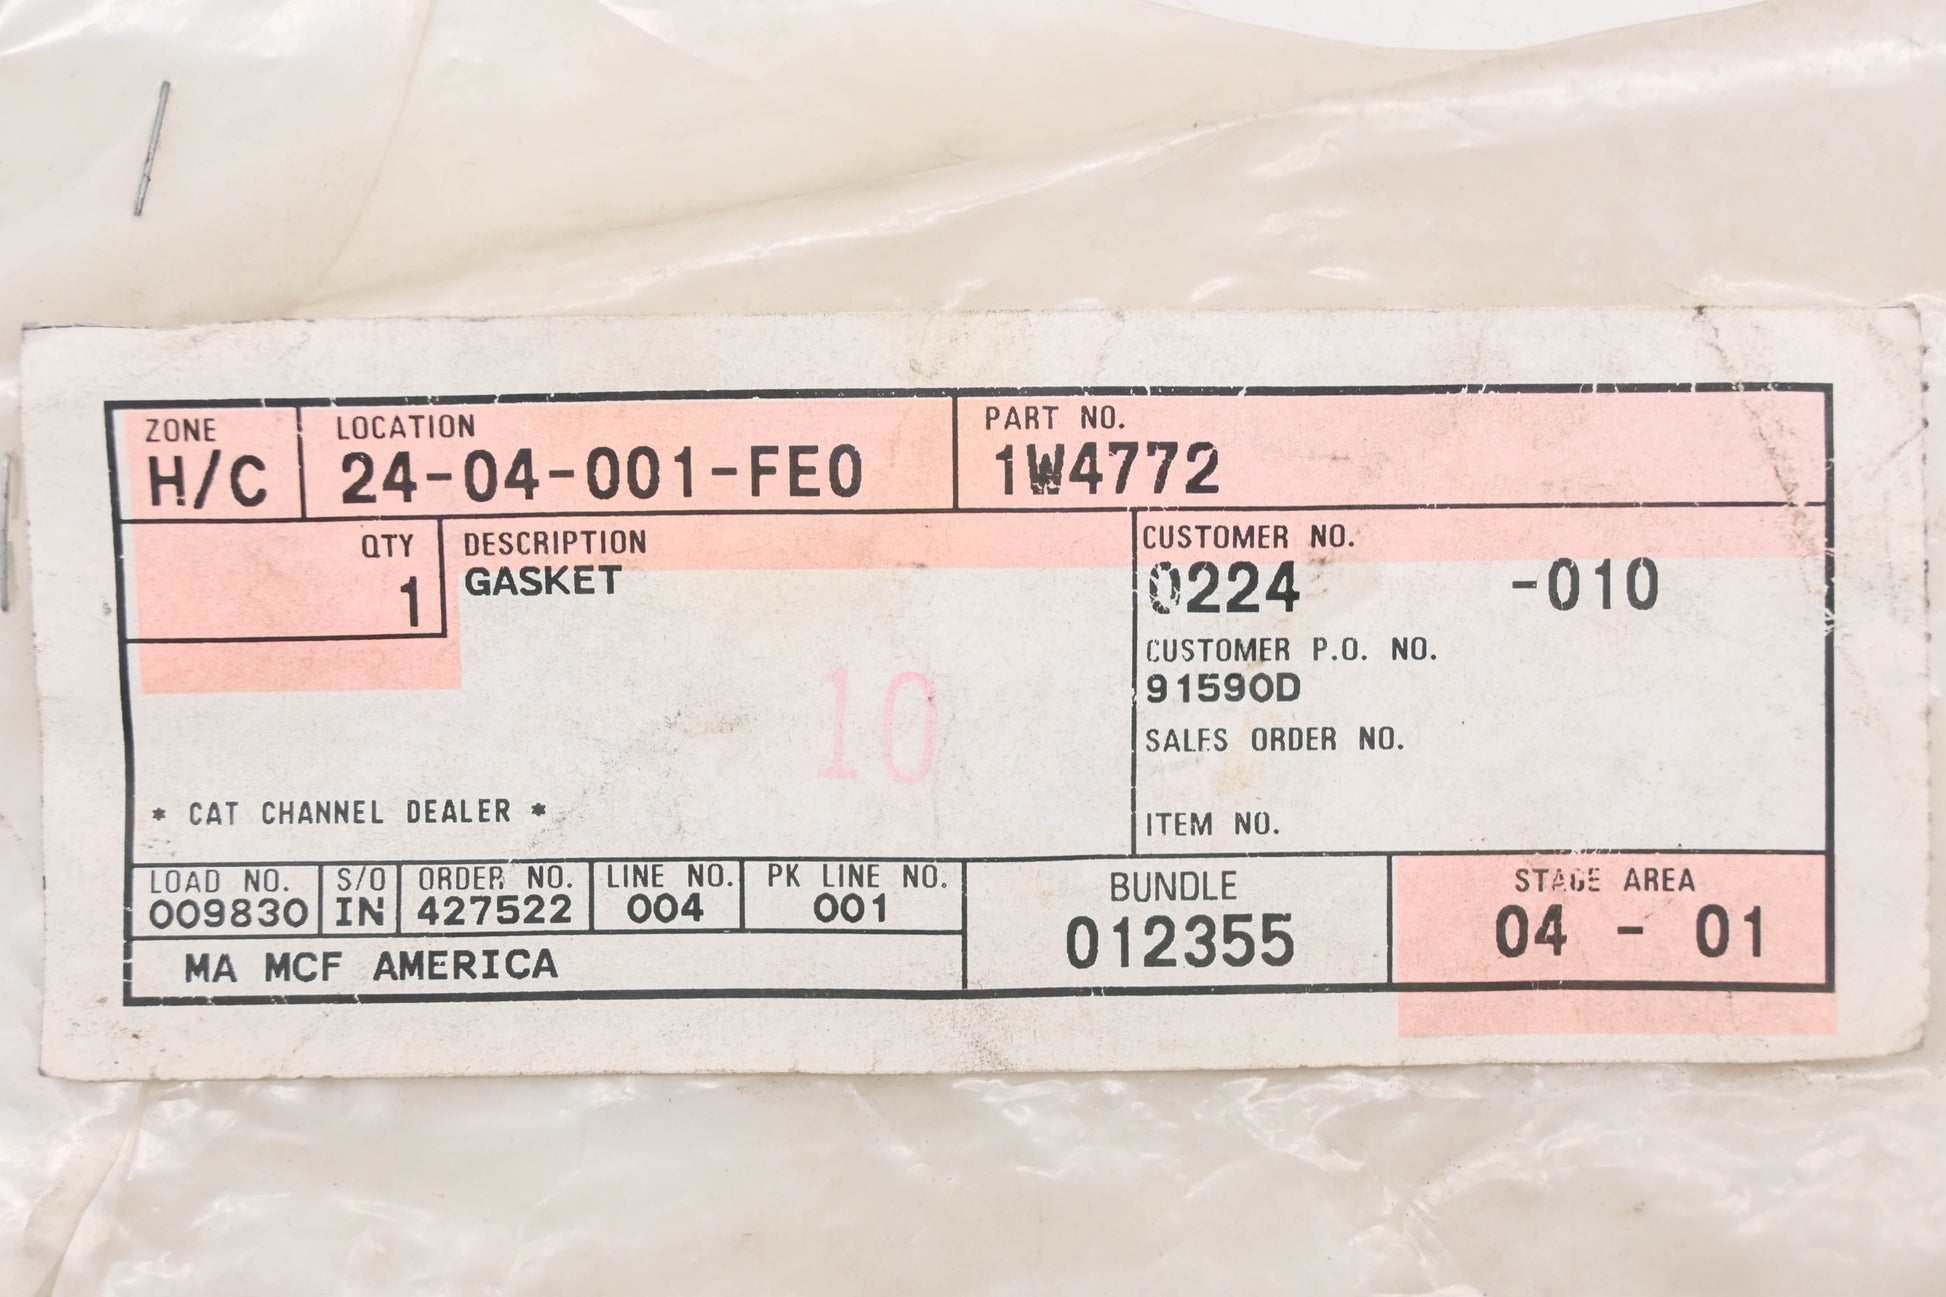 ZONE LOCATION PART NO.
H/C 24-04-001-FE0 1W4772
QTY DESCRIPTION CUSTOMER NO.
1 GASKET 0224 -010
CUSTOMER P.O. NO.
91590D
10
SALES ORDER NO.
* CAT CHANNEL DEALER * ITEM NO.
LOAD NO. S/O ORDER NO. LINE NO. PK LINE NO. BUNDLE STAGE AREA
009830 IN 427522 004 001 012355 04 - 01
MA MCF AMERICA